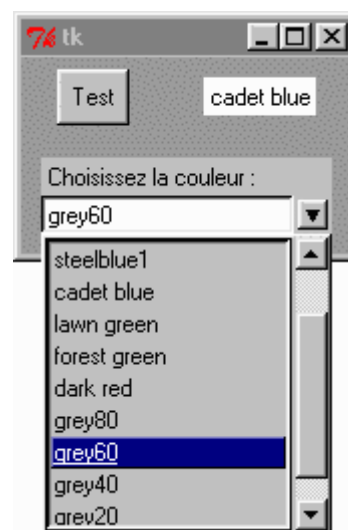 tk
Test
cadet blue
Choisissez la couleur :
grey60
steelblue1
cadet blue
lawn green
forest green
dark red
grey80
grey60
grey40
grey20